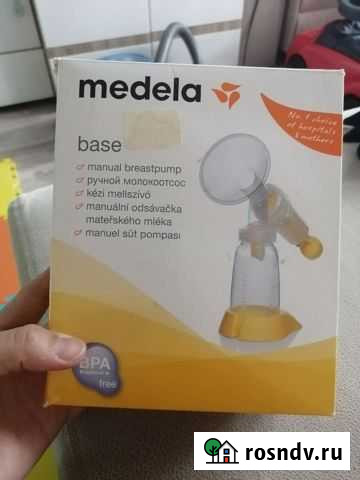 medela
No. 1 choice
of hospitals
& mothers
base
manual breastpump
ручной молокоотсос
kézi mellszívó
manuální odsávačka
mateřského mléka
manuel süt pompası
BPA
free
rosndv.ru